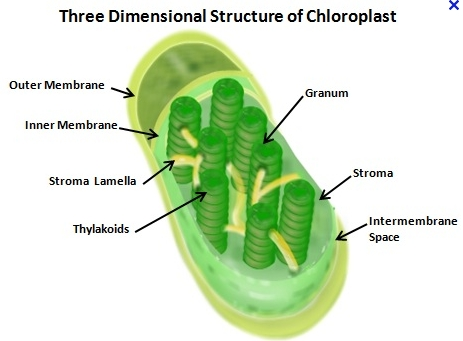 Three Dimensional Structure of Chloroplast
Outer Membrane
Granum
Inner Membrane
Stroma
Stroma Lamella
Intermembrane
Space
Thylakoids